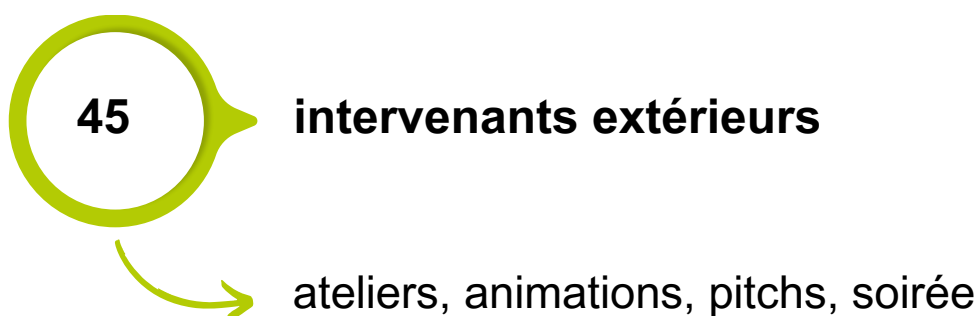 45
intervenants extérieurs
ateliers, animations, pitchs, soirée